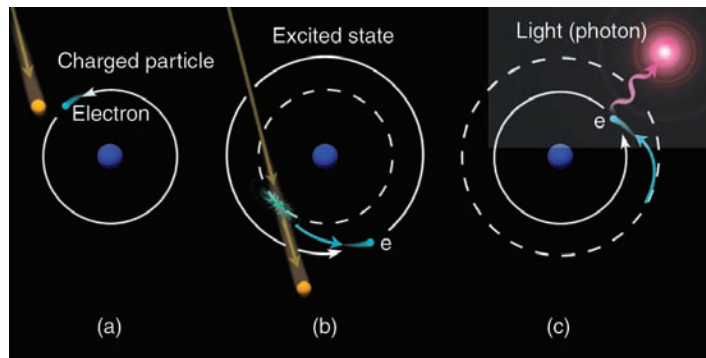 Charged particle
Electron
(a)
Excited state
e
(b)
Light (photon)
e
(c)